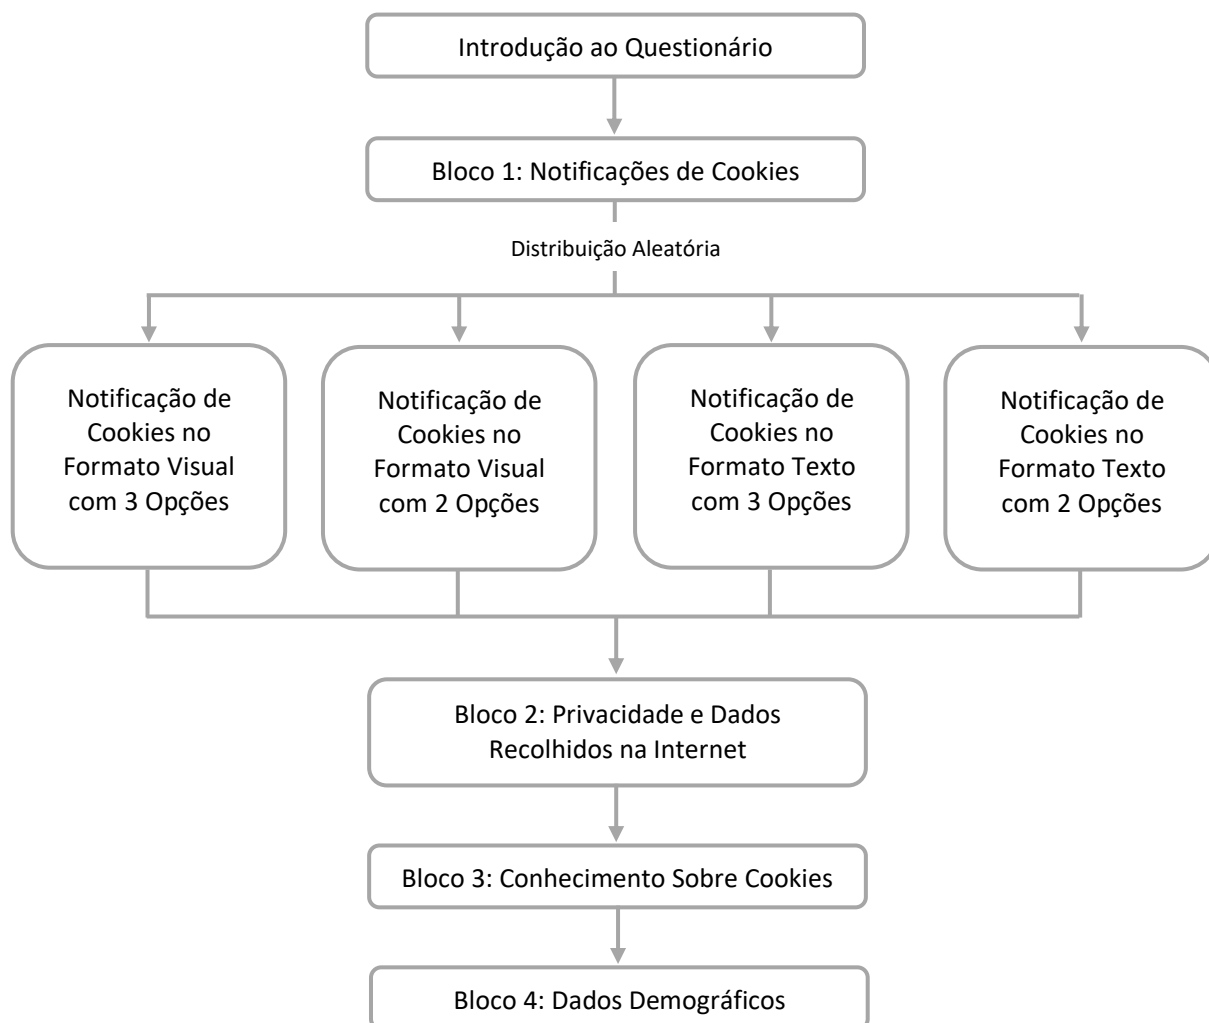 Introdução ao Questionário
Bloco 1: Notificações de Cookies
Distribuição Aleatória
Notificação de
Cookies no
Formato Visual
com 3 Opções
Notificação de
Cookies no
Formato Visual
com 2 Opções
Notificação de
Cookies no
Formato Texto
com 3 Opções
Notificação de
Cookies no
Formato Texto
com 2 Opções
Bloco 2: Privacidade e Dados
Recolhidos na Internet
Bloco 3: Conhecimento Sobre Cookies
Bloco 4: Dados Demográficos